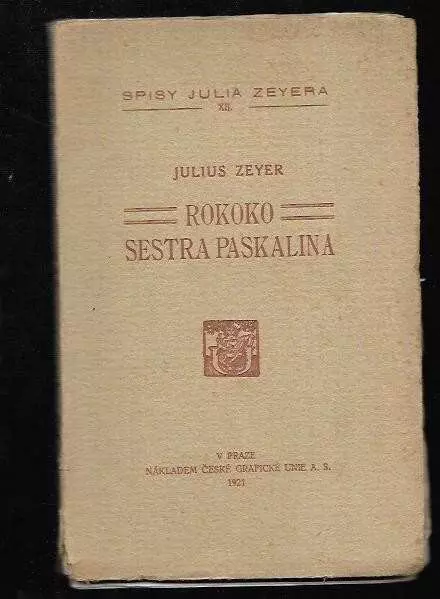 SPISY JULIA ZEYERA
XII.
JULIUS ZEYER
ROKOKO
SESTRA PASKALINA
V PRAZE
NÁKLADEM ČESKÉ GRAFICKÉ UNIE A. S.
1921